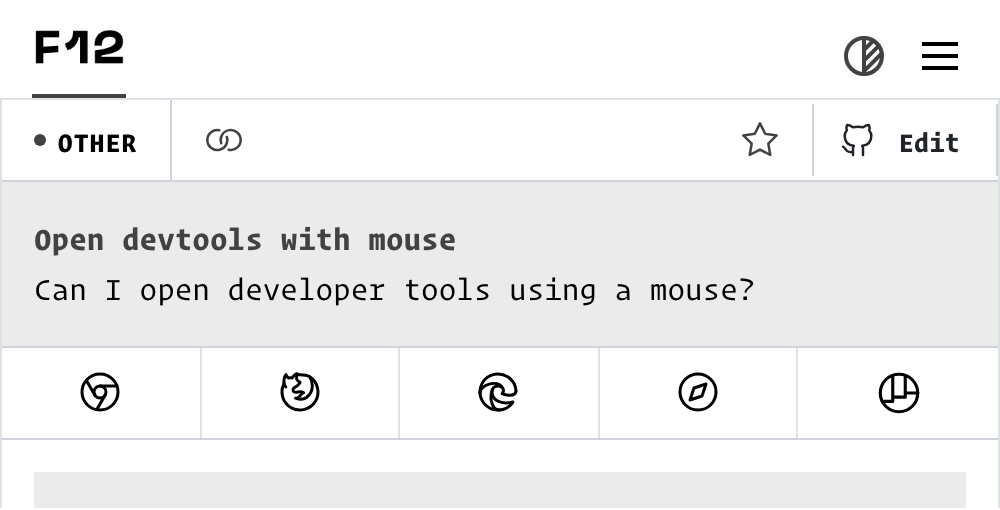 F12
OTHER
Edit
Open devtools with mouse
Can I open developer tools using a mouse?